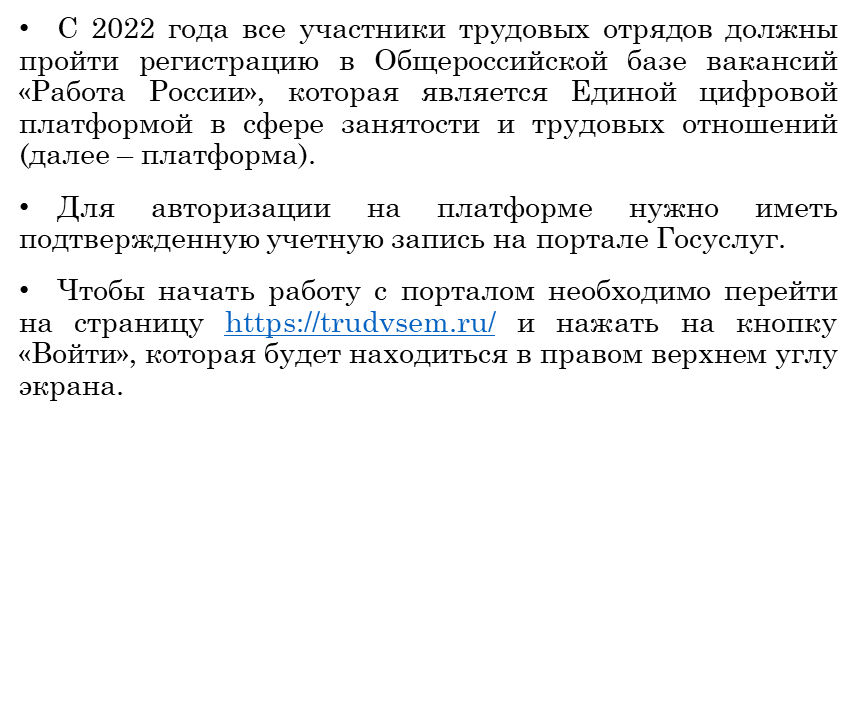 • С 2022 года все участники трудовых отрядов должны
пройти регистрацию в Общероссийской базе вакансий
«Работа России», которая является Единой цифровой
платформой в сфере занятости и трудовых отношений
(далее – платформа).
• Для авторизации на платформе нужно иметь
подтвержденную учетную запись на портале Госуслуг.
• Чтобы начать работу с порталом необходимо перейти
на страницу https://trudvsem.ru/ и нажать на кнопку
«Войти», которая будет находиться в правом верхнем углу
экрана.